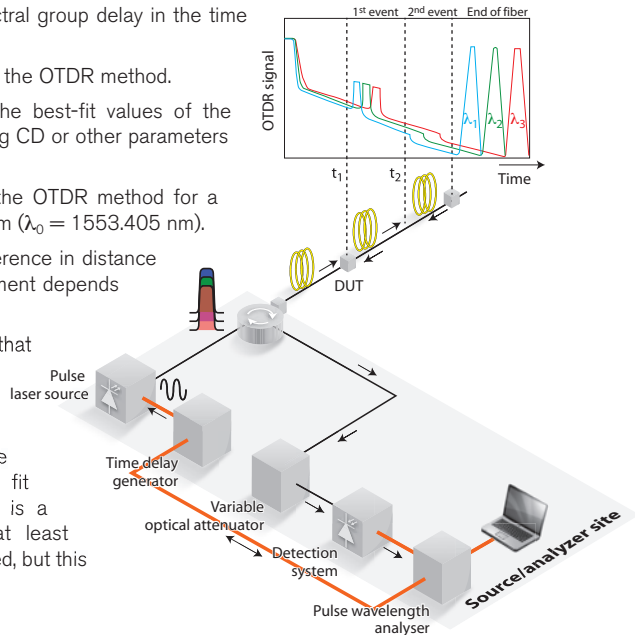 ctral group delay in the time
the OTDR method.
he best-fit values of the
g CD or other parameters
the OTDR method for a
m (λ0 = 1553.405 nm).
erence in distance
ment depends
that
e
fit
is a
at least
ed, but this
1st event
2nd event
End of fiber
OTDR signal
λ1
λ2
λ3
t1
t2
Time
DUT
Pulse
laser source
Time delay
generator
Variable
optical attenuator
Detection
system
Pulse wavelength
analyser
Source/analyzer site